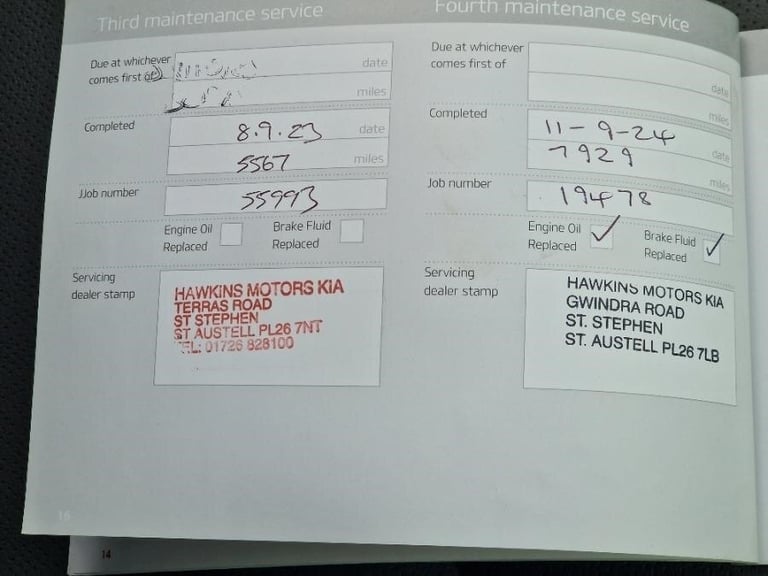 Third maintenance service
Due at whichever
comes first of
date
miles
Completed
8.9.23 date
5567 miles
JJob number
55993
Engine Oil
Replaced
Brake Fluid
Replaced
Servicing
dealer stamp
HAWKINS MOTORS KIA
TERRAS ROAD
ST STEPHEN
ST AUSTELL PL26 7NT
TEL: 01726 828100
16
14
Fourth maintenance service
Due at whichever
comes first of
date
miles
Completed
11-9-24 date
7929 miles
Job number
19478
Engine Oil
Replaced
Brake Fluid
Replaced
Servicing
dealer stamp
HAWKINS MOTORS KIA
GWINDRA ROAD
ST. STEPHEN
ST. AUSTELL PL26 7LB